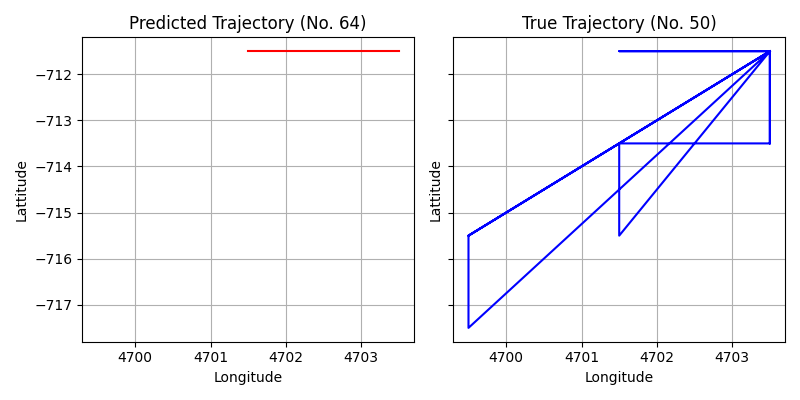 Predicted Trajectory (No. 64)
True Trajectory (No. 50)
Lattitude
−712
−713
−714
−715
−716
−717
4700
4701
4702
4703
Longitude
Lattitude
4700
4701
4702
4703
Longitude